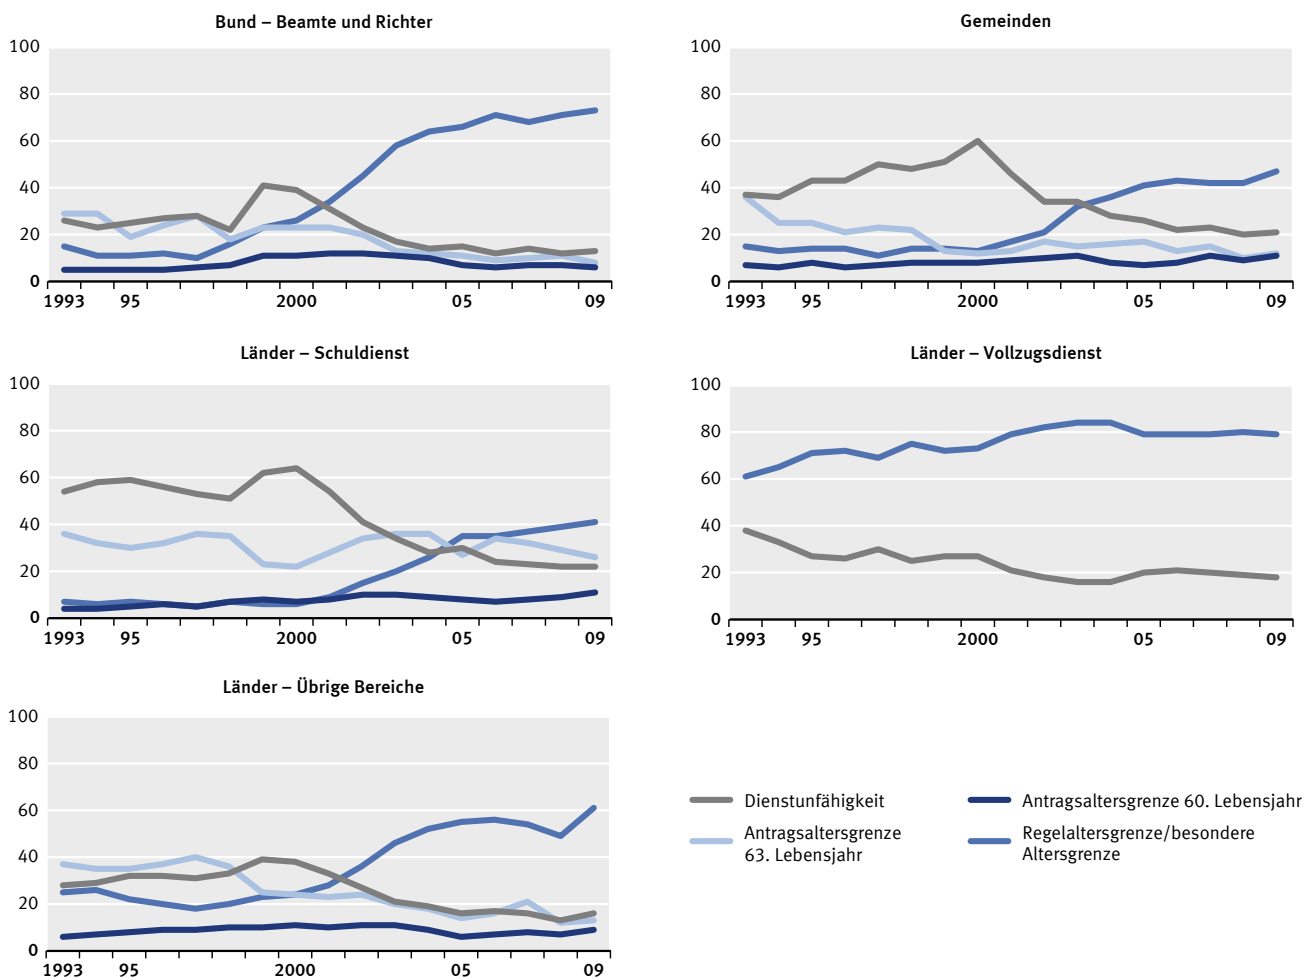 Bund – Beamte und Richter
100
80
60
40
20
0
1993 95 2000 05 09
Gemeinden
100
80
60
40
20
0
1993 95 2000 05 09
Länder – Schuldienst
100
80
60
40
20
0
1993 95 2000 05 09
Länder – Vollzugsdienst
100
80
60
40
20
0
1993 95 2000 05 09
Länder – Übrige Bereiche
100
80
60
40
20
0
1993 95 2000 05 09
Dienstunfähigkeit
Antragsaltersgrenze
63. Lebensjahr
Antragsaltersgrenze 60. Lebensjahr
Regelaltersgrenze/besondere
Altersgrenze